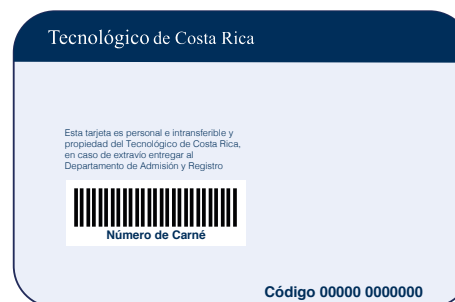 Tecnológico de Costa Rica
Esta tarjeta es personal e intransferible y
propiedad del Tecnológico de Costa Rica,
en caso de extravío entregar al
Departamento de Admisión y Registro
Número de Carné
Código 00000 0000000